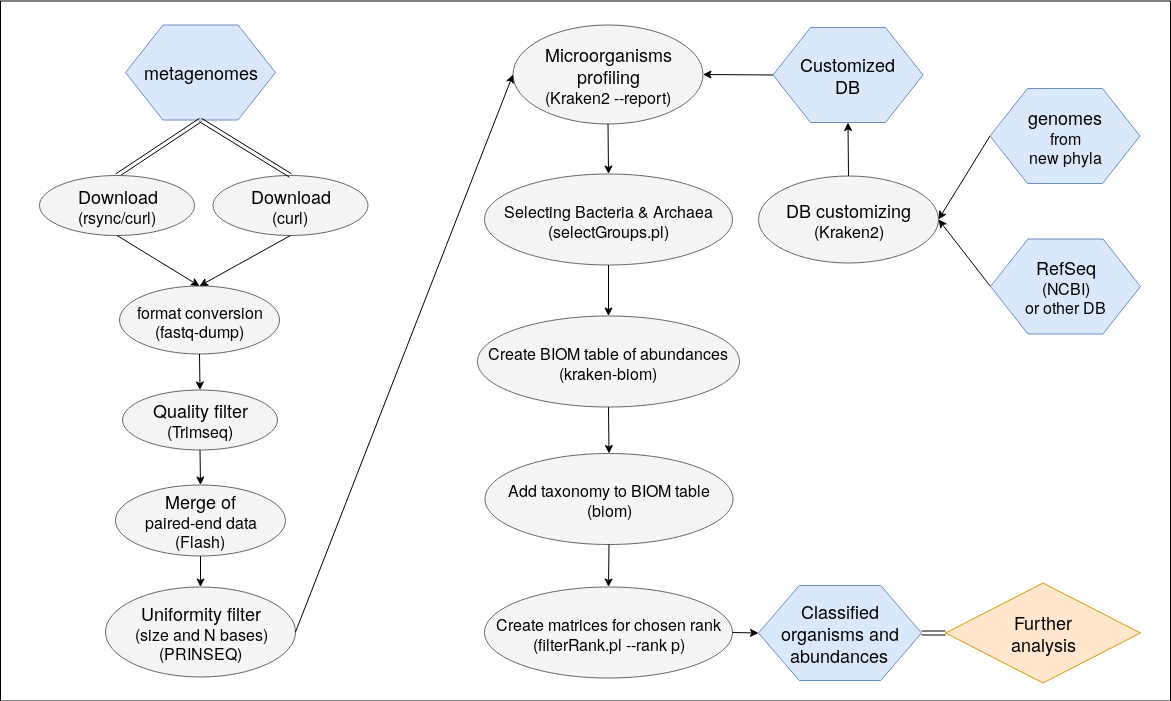 metagenomes
Download
(rsync/curl)
Download
(curl)
format conversion
(fastq-dump)
Quality filter
(Trimseq)
Merge of
paired-end data
(Flash)
Uniformity filter
(size and N bases)
(PRINSEQ)
Microorganisms
profiling
(Kraken2 --report)
Selecting Bacteria & Archaea
(selectGroups.pl)
Create BIOM table of abundances
(kraken-biom)
Add taxonomy to BIOM table
(biom)
Create matrices for chosen rank
(filterRank.pl --rank p)
Customized
DB
DB customizing
(Kraken2)
genomes
from
new phyla
RefSeq
(NCBI)
or other DB
Classified
organisms and
abundances
Further
analysis